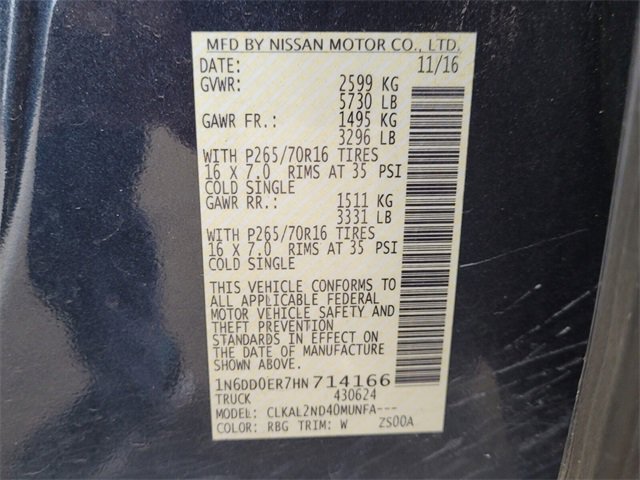 MFD BY NISSAN MOTOR CO., LTD.
DATE: 11/16
GVWR: 2599 KG
5730 LB
GAWR FR.: 1495 KG
3296 LB
WITH P265/70R16 TIRES
16 X 7.0 RIMS AT 35 PSI
COLD SINGLE
GAWR RR.: 1511 KG
3331 LB
WITH P265/70R16 TIRES
16 X 7.0 RIMS AT 35 PSI
COLD SINGLE
THIS VEHICLE CONFORMS TO
ALL APPLICABLE FEDERAL
MOTOR VEHICLE SAFETY AND
THEFT PREVENTION
STANDARDS IN EFFECT ON
THE DATE OF MANUFACTURE
SHOWN ABOVE.
1N6DD0ER7HN714166
TRUCK 430624
MODEL: CLKAL2ND40MUNFA---
COLOR: RBG TRIM: W ZS00A